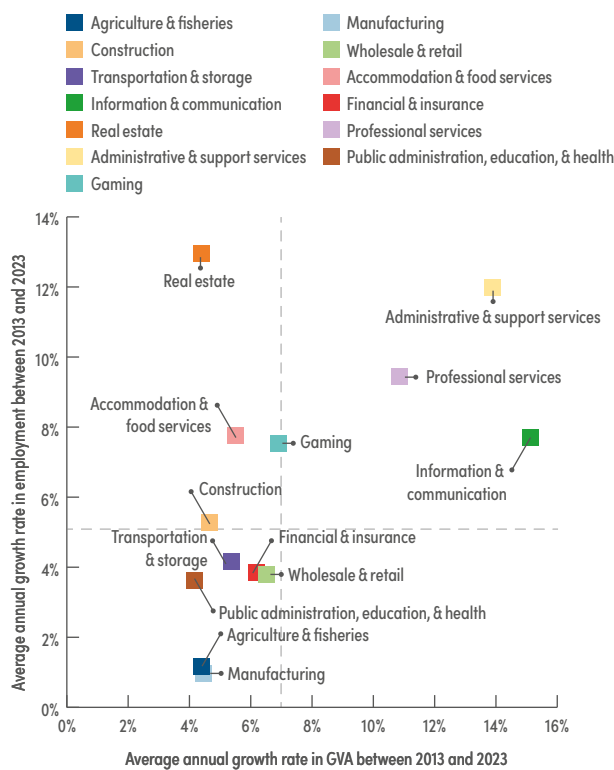 Agriculture & fisheries
Manufacturing
Construction
Wholesale & retail
Transportation & storage
Accommodation & food services
Information & communication
Financial & insurance
Real estate
Professional services
Administrative & support services
Public administration, education, & health
Gaming
Average annual growth rate in employment between 2013 and 2023
14%
12%
10%
8%
6%
4%
2%
0%
Real estate
Administrative & support services
Professional services
Accommodation &
food services
Gaming
Information &
communication
Construction
Transportation
& storage
Financial & insurance
Wholesale & retail
Public administration, education, & health
Agriculture & fisheries
Manufacturing
0%
2%
4%
6%
8%
10%
12%
14%
16%
Average annual growth rate in GVA between 2013 and 2023